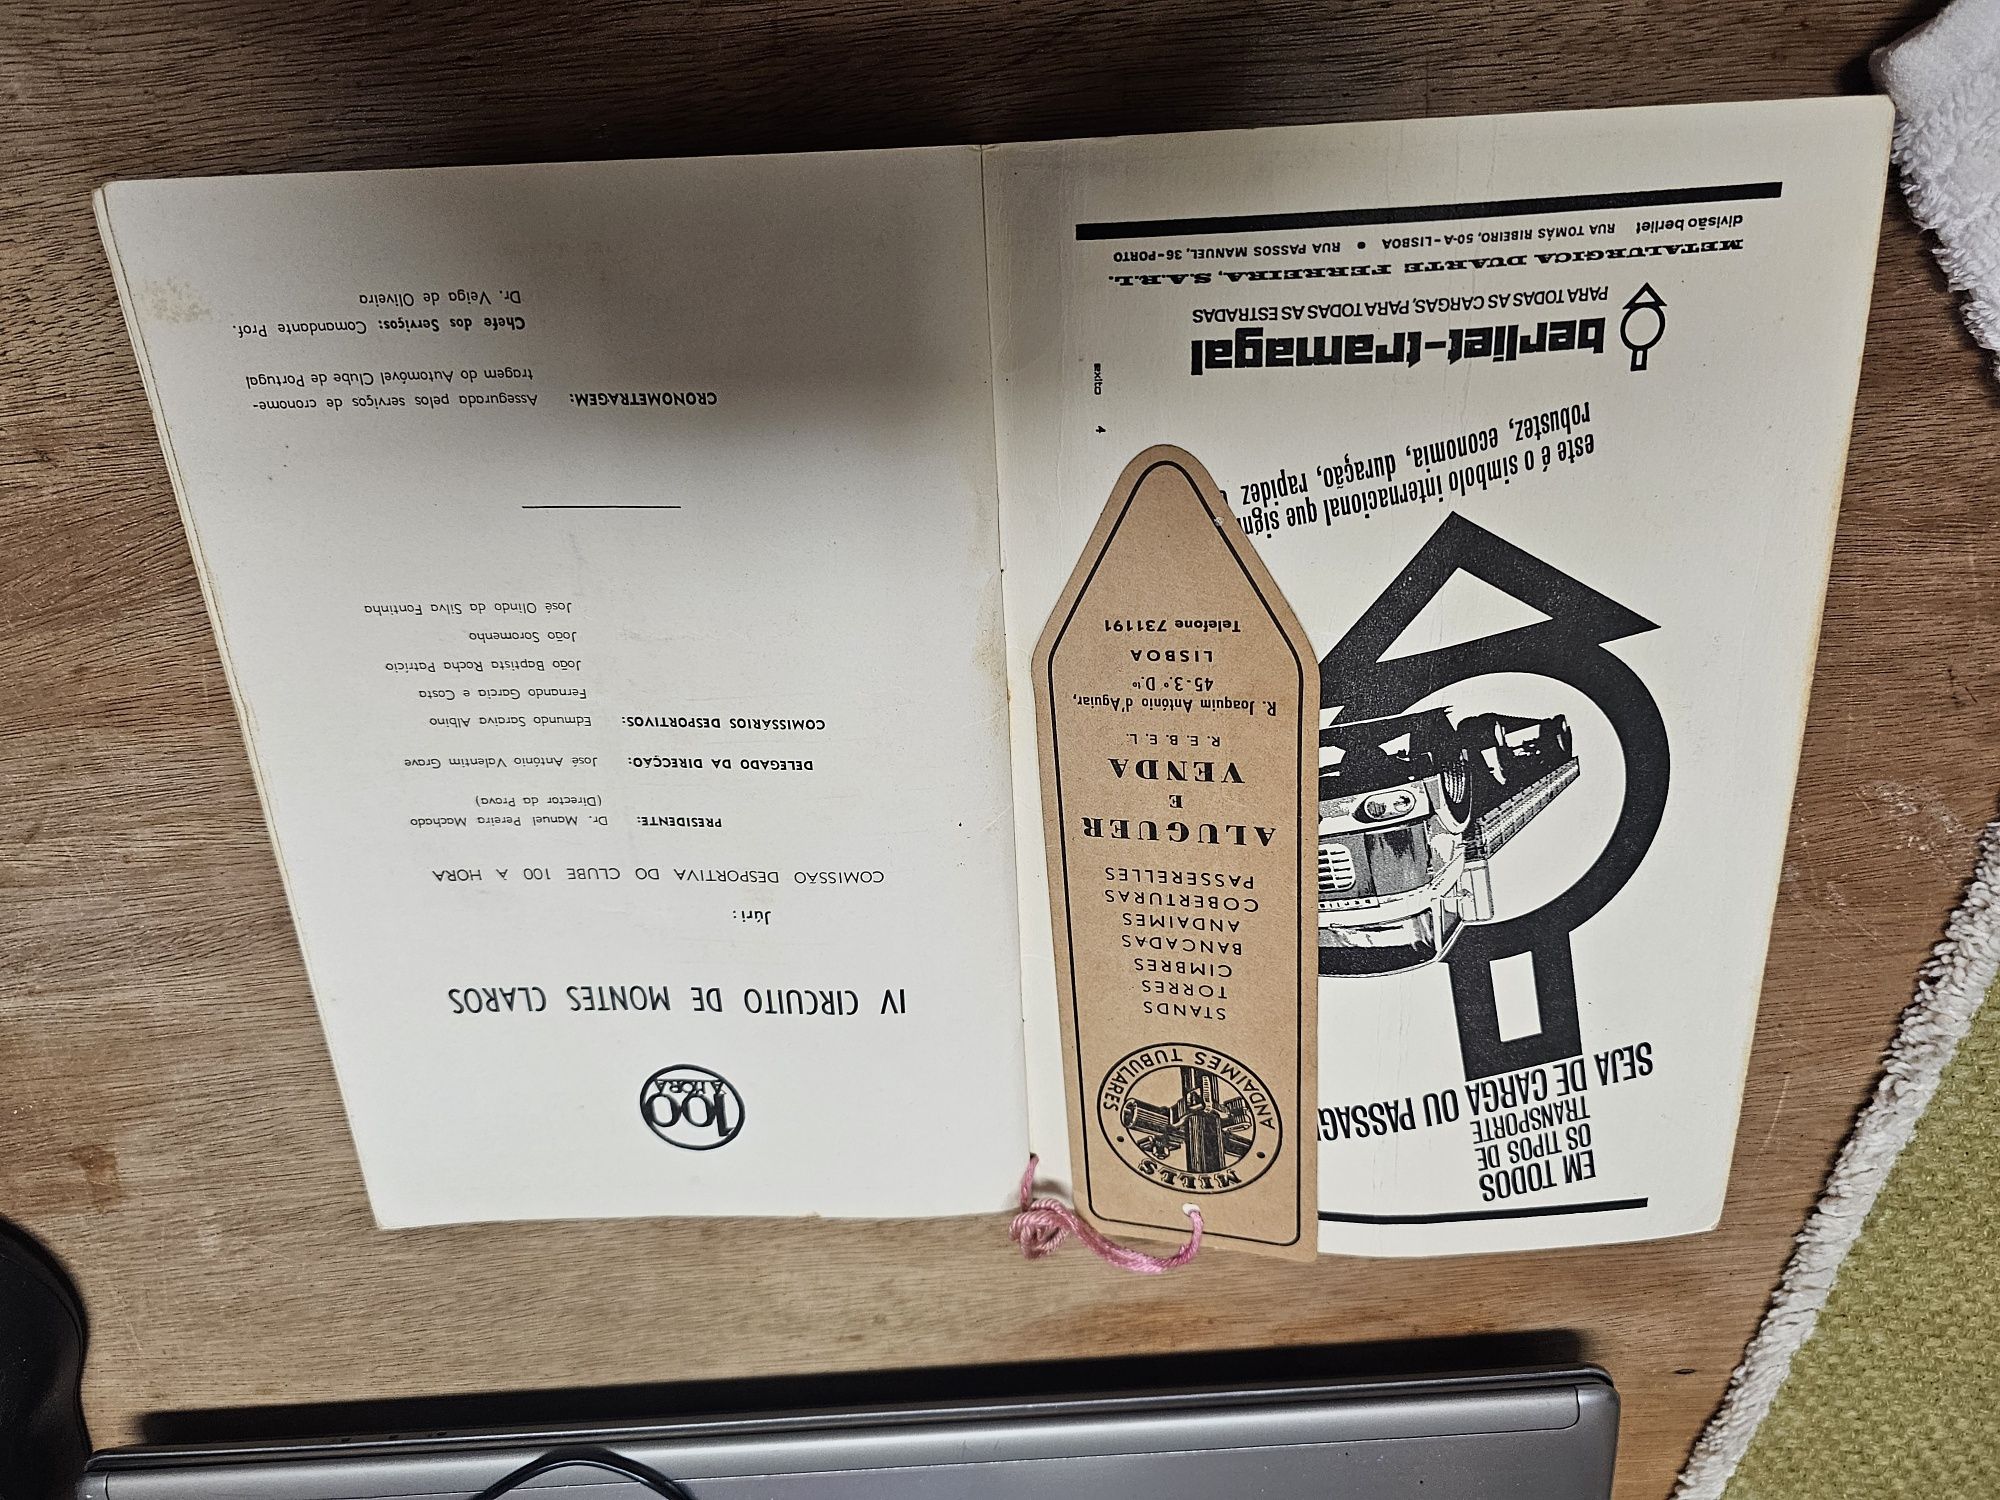 EM TODOS
OS TIPOS DE
TRANSPORTE
SEJA DE CARGA OU PASSAG
este é o símbolo internacional que signi
robustez, economia, duração, rapidez
exito 4
berliet-tramagal
PARA TODAS AS CARGAS, PARA TODAS AS ESTRADAS
METALURGICA DUARTE FERREIRA, S.A.R.L.
divisão berliet RUA TOMÁS RIBEIRO, 50-A-LISBOA • RUA PASSOS MANUEL, 36-PORTO
MILLS
• ANDAIMES TUBULARES •
STANDS
TORRES
CIMBRES
BANCADAS
ANDAIMES
COBERTURAS
PASSERELLES
ALUGUER
E
VENDA
R. E. B. E. L.
R. Joaquim António d'Aguiar,
45-3.º D.to
LISBOA
Telefone 731191
100
À HORA
IV CIRCUITO DE MONTES CLAROS
Júri:
COMISSÃO DESPORTIVA DO CLUBE 100 À HORA
PRESIDENTE: Dr. Manuel Pereira Machado
(Director da Prova)
DELEGADO DA DIRECÇÃO: José António Valentim Grave
COMISSÁRIOS DESPORTIVOS: Edmundo Saraiva Albino
Fernando Garcia e Costa
João Baptista Rocha Patrício
João Soromenho
José Olindo da Silva Fontinha
CRONOMETRAGEM: Assegurada pelos serviços de cronome-
tragem do Automóvel Clube de Portugal
Chefe dos Serviços: Comandante Prof.
Dr. Veiga de Oliveira